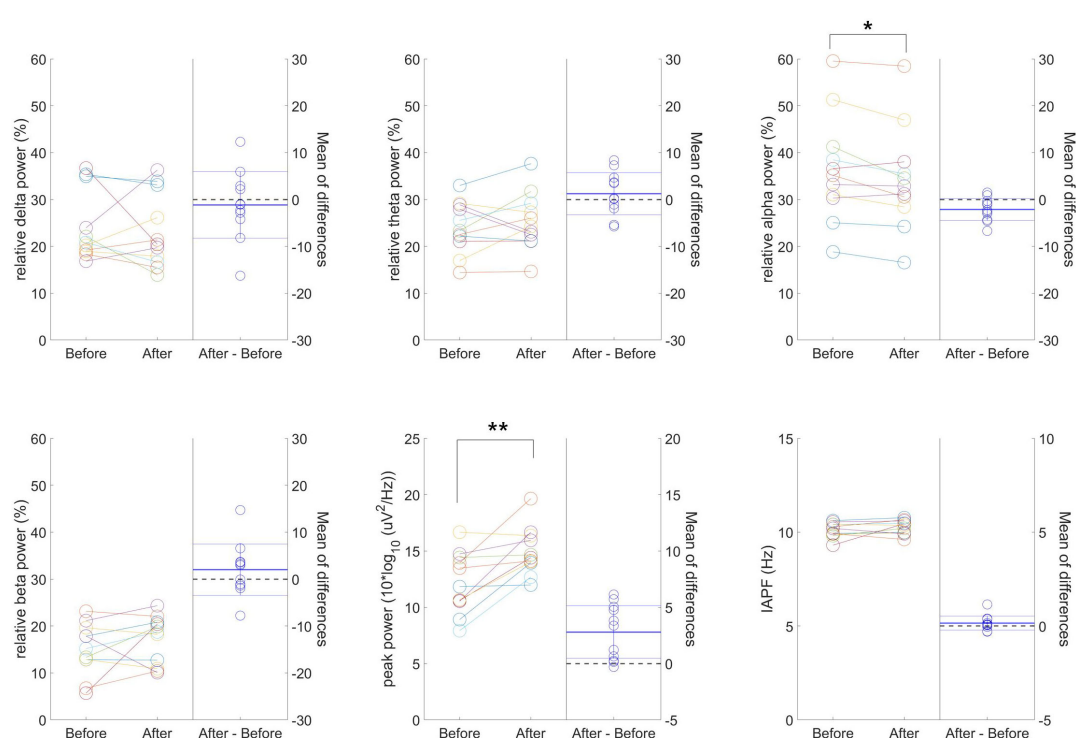 *
60
50
40
30
20
10
0
relative delta power (%)
30
20
10
0
-10
-20
-30
Mean of differences
Before
After
After - Before
60
50
40
30
20
10
0
relative theta power (%)
30
20
10
0
-10
-20
-30
Mean of differences
Before
After
After - Before
60
50
40
30
20
10
0
relative alpha power (%)
30
20
10
0
-10
-20
-30
Mean of differences
Before
After
After - Before
60
50
40
30
20
10
0
relative beta power (%)
30
20
10
0
-10
-20
-30
Mean of differences
Before
After
After - Before
**
25
20
15
10
5
0
peak power (10*log10 (uV2/Hz))
20
15
10
5
0
-5
Mean of differences
Before
After
After - Before
15
10
5
0
IAPF (Hz)
10
5
0
-5
Mean of differences
Before
After
After - Before